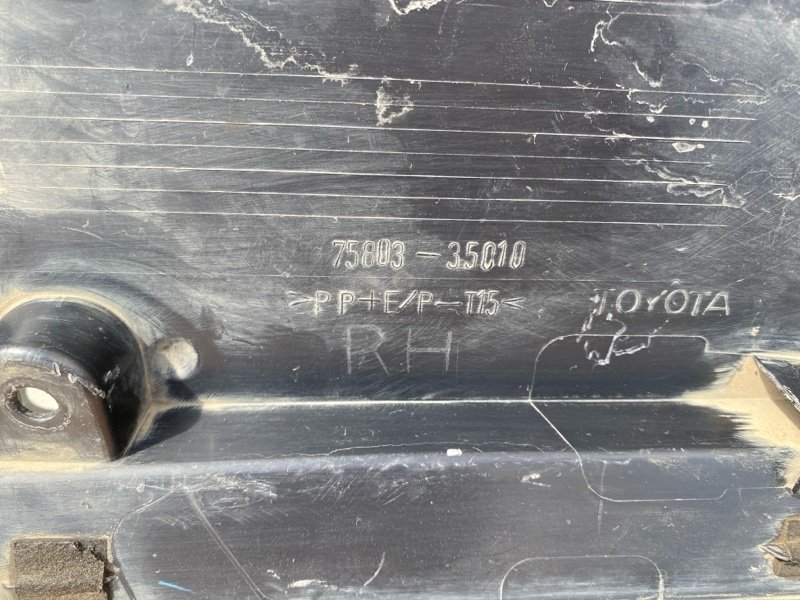 75803-35010
>PP+E/P-T15<
TOYOTA
RH